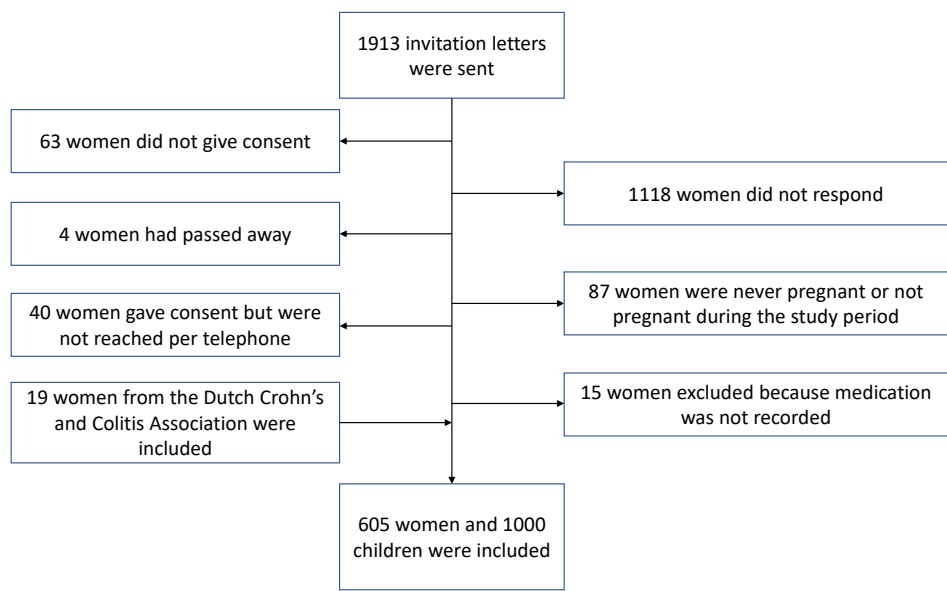 1913 invitation letters
were sent
63 women did not give consent
1118 women did not respond
4 women had passed away
87 women were never pregnant or not
pregnant during the study period
40 women gave consent but were
not reached per telephone
15 women excluded because medication
was not recorded
19 women from the Dutch Crohn’s
and Colitis Association were
included
605 women and 1000
children were included